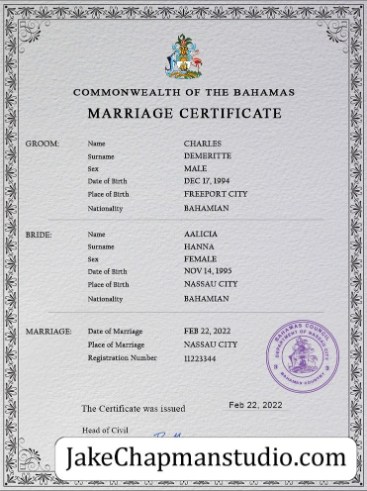 COMMONWEALTH OF THE BAHAMAS
MARRIAGE CERTIFICATE
GROOM: Name CHARLES
Surname DEMERITTE
Sex MALE
Date of Birth DEC 17, 1994
Place of Birth FREEPORT CITY
Nationality BAHAMIAN
BRIDE: Name AALICIA
Surname HANNA
Sex FEMALE
Date of Birth NOV 14, 1995
Place of Birth NASSAU CITY
Nationality BAHAMIAN
MARRIAGE: Date of Marriage FEB 22, 2022
Place of Marriage NASSAU CITY
Registration Number 11223344
BAHAMAS COUNCIL
The Certificate was issued Feb 22, 2022
Head of Civil
JakeChapmanstudio.com